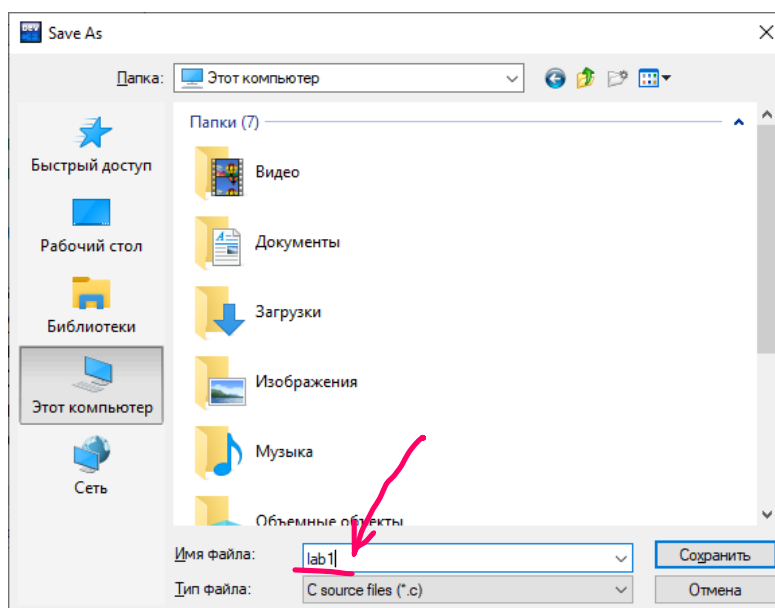 DEV Save As
Папка: Этот компьютер
Быстрый доступ
Рабочий стол
Библиотеки
Этот компьютер
Сеть
Папки (7)
Видео
Документы
Загрузки
Изображения
Музыка
Объемные объекты
Имя файла: lab1 Сохранить
Тип файла: C source files (*.c) Отмена